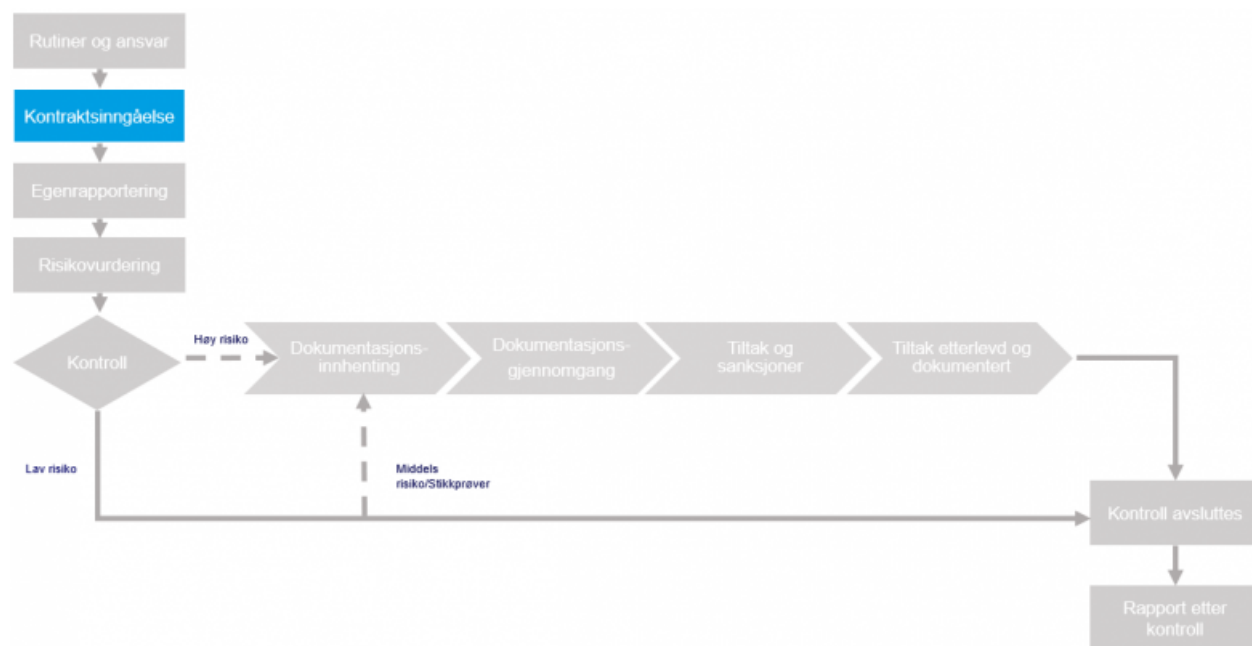 Rutiner og ansvar
Kontraktsinngåelse
Egenrapportering
Risikovurdering
Kontroll
Høy risiko
Dokumentasjons-
innhenting
Dokumentasjons-
gjennomgang
Tiltak og
sanksjoner
Tiltak etterlevd og
dokumentert
Lav risiko
Middels
risiko/Stikkprøver
Kontroll avsluttes
Rapport etter
kontroll